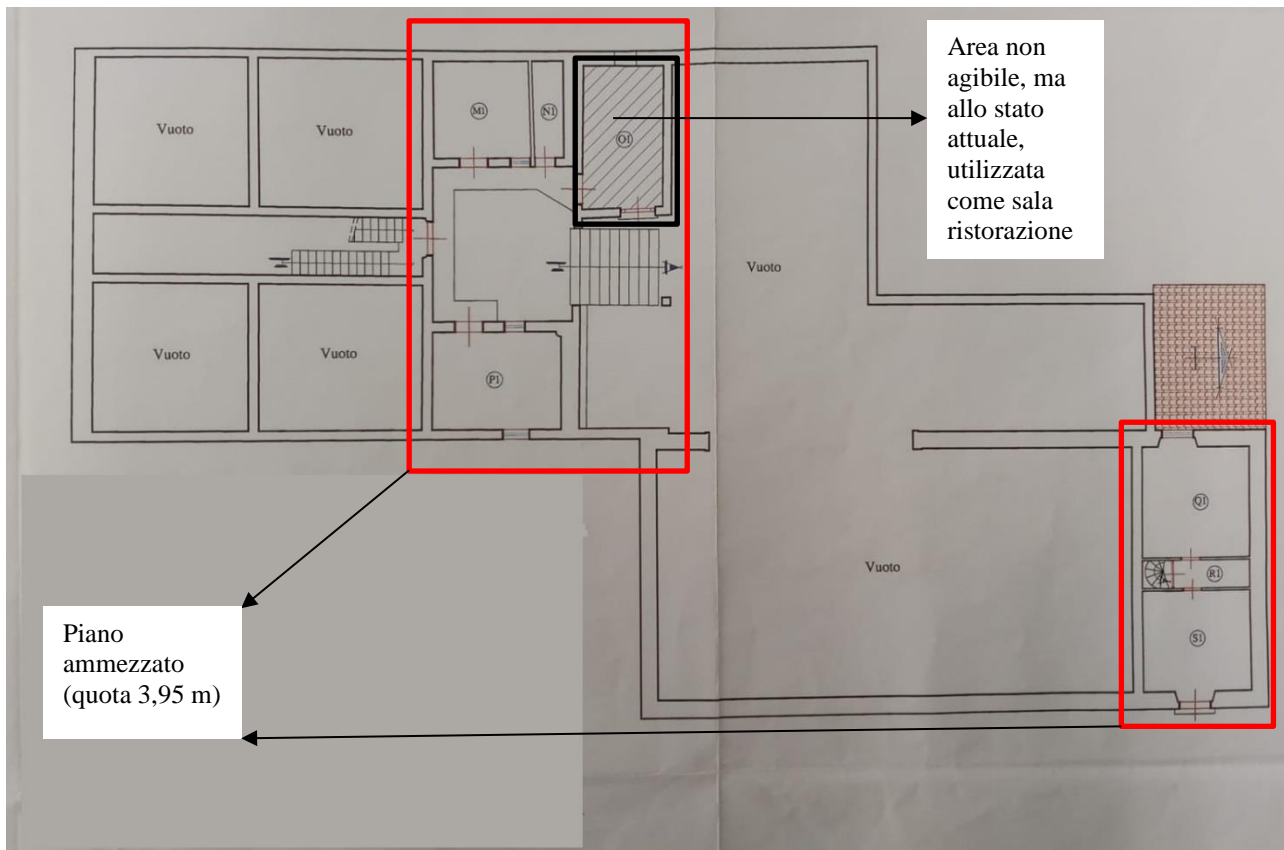 Area non
agibile, ma
allo stato
attuale,
utilizzata
come sala
ristorazione
Vuoto
Vuoto
M1
N1
O1
Vuoto
Vuoto
Vuoto
P1
Q1
Vuoto
R1
S1
Piano
ammezzato
(quota 3,95 m)